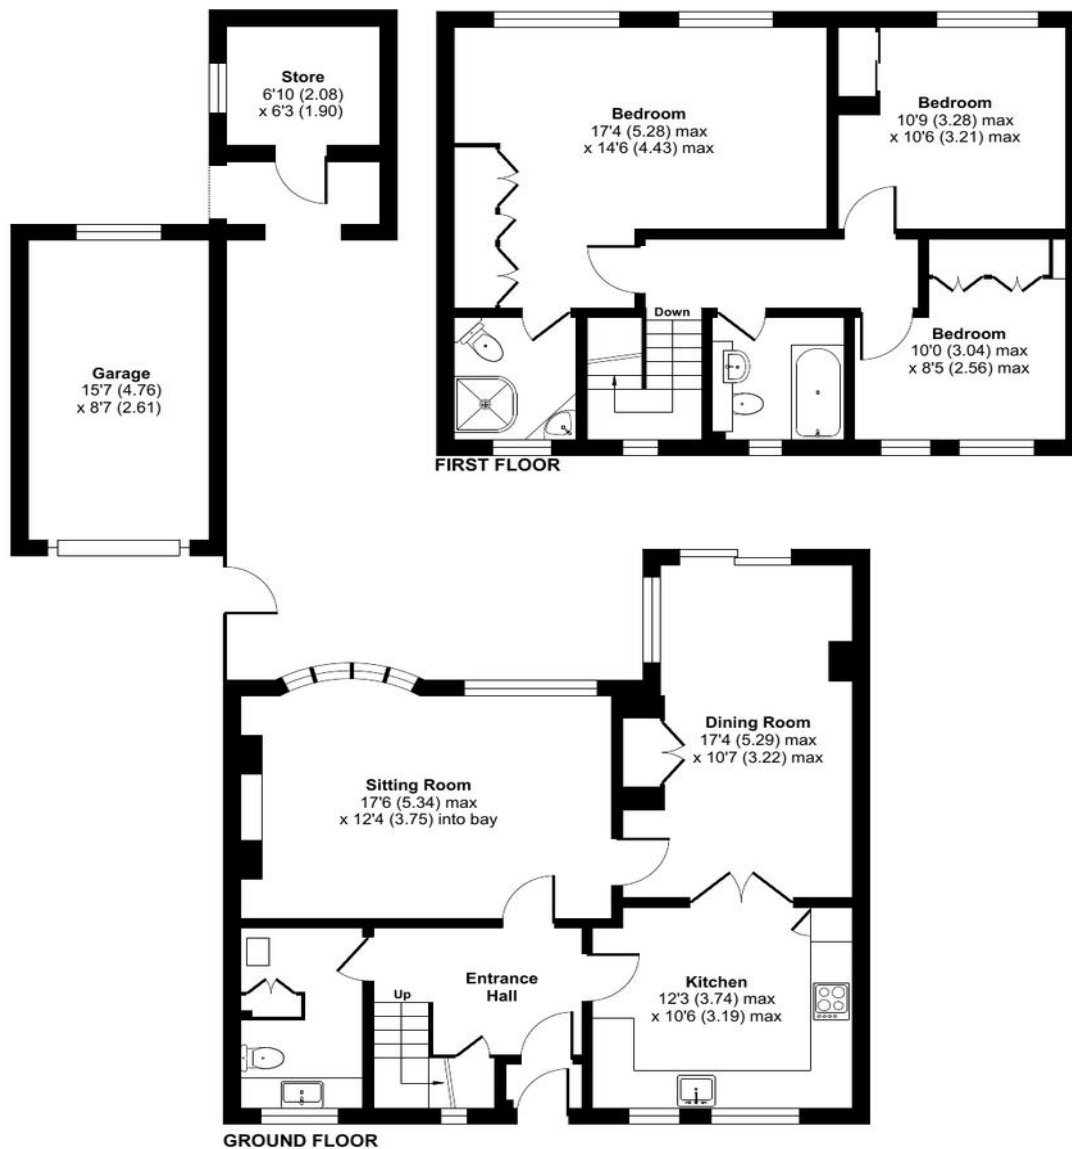 Store
6'10 (2.08)
x 6'3 (1.90)
Bedroom
17'4 (5.28) max
x 14'6 (4.43) max
Bedroom
10'9 (3.28) max
x 10'6 (3.21) max
Down
Bedroom
10'0 (3.04) max
x 8'5 (2.56) max
Garage
15'7 (4.76)
x 8'7 (2.61)
FIRST FLOOR
Dining Room
17'4 (5.29) max
x 10'7 (3.22) max
Sitting Room
17'6 (5.34) max
x 12'4 (3.75) into bay
Entrance
Hall
Up
Kitchen
12'3 (3.74) max
x 10'6 (3.19) max
GROUND FLOOR